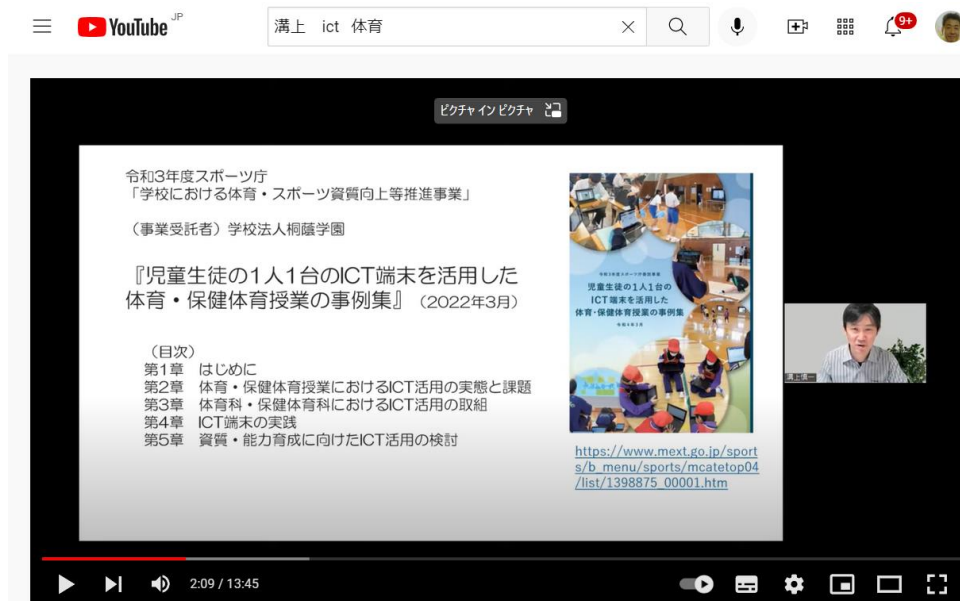 YouTube JP
溝上 ict 体育
9+
ピクチャ イン ピクチャ
令和3年度スポーツ庁
「学校における体育・スポーツ資質向上等推進事業」
（事業受託者）学校法人桐蔭学園
『児童生徒の1人1台のICT端末を活用した
体育・保健体育授業の事例集』（2022年3月）
（目次）
第1章 はじめに
第2章 体育・保健体育授業におけるICT活用の実態と課題
第3章 体育科・保健体育科におけるICT活用の取組
第4章 ICT端末の実践
第5章 資質・能力育成に向けたICT活用の検討
児童生徒の1人1台の
ICT端末を活用した
体育・保健体育授業の事例集
令和4年3月
https://www.mext.go.jp/sport
s/b_menu/sports/mcatetop04
/list/1398875_00001.htm
溝上慎一
2:09 / 13:45